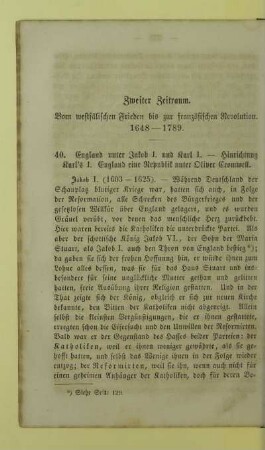 Zweiter Zeitraum.
Vom westfälischen Frieden bis zur französischen Revolution.
1648—1789.
40. England unter Jakob I. und Karl I. — Hinrichtung
Karl's I. England eine Republik unter Oliver Cromwell.
Jakob I. (1603—1625). — Während Deutschland der
Schauplatz blutiger Kriege war, hatten sich auch, in Folge
der Reformation, alle Schrecken des Bürgerkrieges und der
gesetzlosen Willkür über England gelagert, und es wurden
Gräuel verübt, vor denen das menschliche Herz zurückbebt.
Hier waren bereits die Katholiken die unterdrückte Partei. Als
aber der schottische König Jakob VI., der Sohn der Maria
Stuart, als Jakob I. auch den Thron von England bestieg *);
da gaben sie sich der frohen Hoffnung hin, er würde ihnen zum
Lohne alles dessen, was sie für das Haus Stuart und insbe-
sondere für seine unglückliche Mutter gethan und gelitten
hatten, freie Ausübung ihrer Religion gestatten. Und in der
That zeigte sich der König, obgleich er sich zur neuen Kirche
bekannte, den Bitten der Katholiken nicht abgeneigt. Allein
selbst die kleinsten Vergünstigungen, die er ihnen gestattete,
erregten schon die Eifersucht und den Unwillen der Reformirten.
Bald war er der Gegenstand des Hasses beider Parteien: der
Katholiken, weil er ihnen weniger gewährte, als sie ge-
hofft hatten, und selbst das Wenige ihnen in der Folge wieder
entzog; der Reformirten, weil sie ihn, wenn auch nicht für
einen geheimen Anhänger der Katholiken, doch für deren Be-
*) Siehe Seite 129.